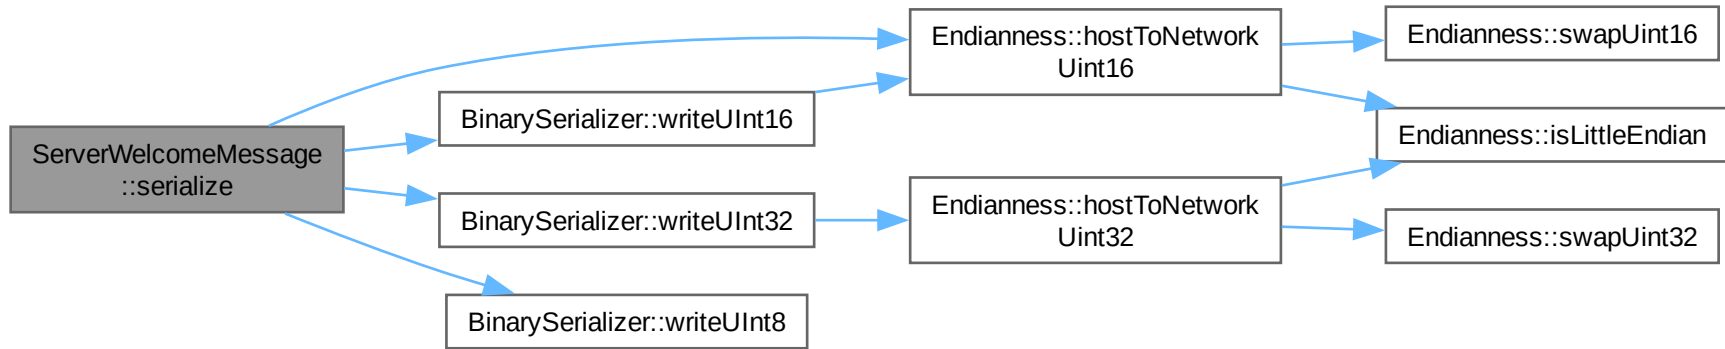 ServerWelcomeMessage
::serialize
BinarySerializer::writeUInt16
BinarySerializer::writeUInt32
BinarySerializer::writeUInt8
Endianness::hostToNetwork
Uint16
Endianness::hostToNetwork
Uint32
Endianness::swapUint16
Endianness::isLittleEndian
Endianness::swapUint32